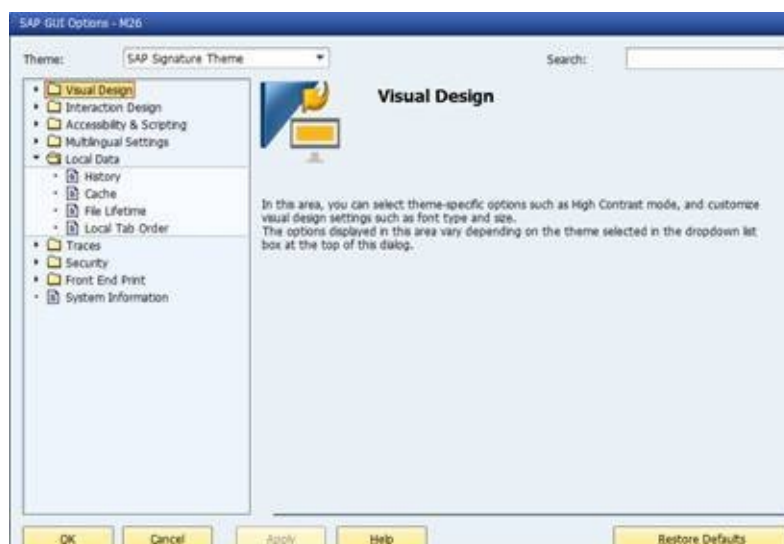 SAP GUI Options - M26
Theme:
SAP Signature Theme
Search:
Visual Design
Interaction Design
Accessibility & Scripting
Multilingual Settings
Local Data
History
Cache
File Lifetime
Local Tab Order
Traces
Security
Front End Print
System Information
Visual Design
In this area, you can select theme-specific options such as High Contrast mode, and customize
visual design settings such as font type and size.
The options displayed in this area vary depending on the theme selected in the dropdown list
box at the top of this dialog.
OK
Cancel
Apply
Help
Restore Defaults